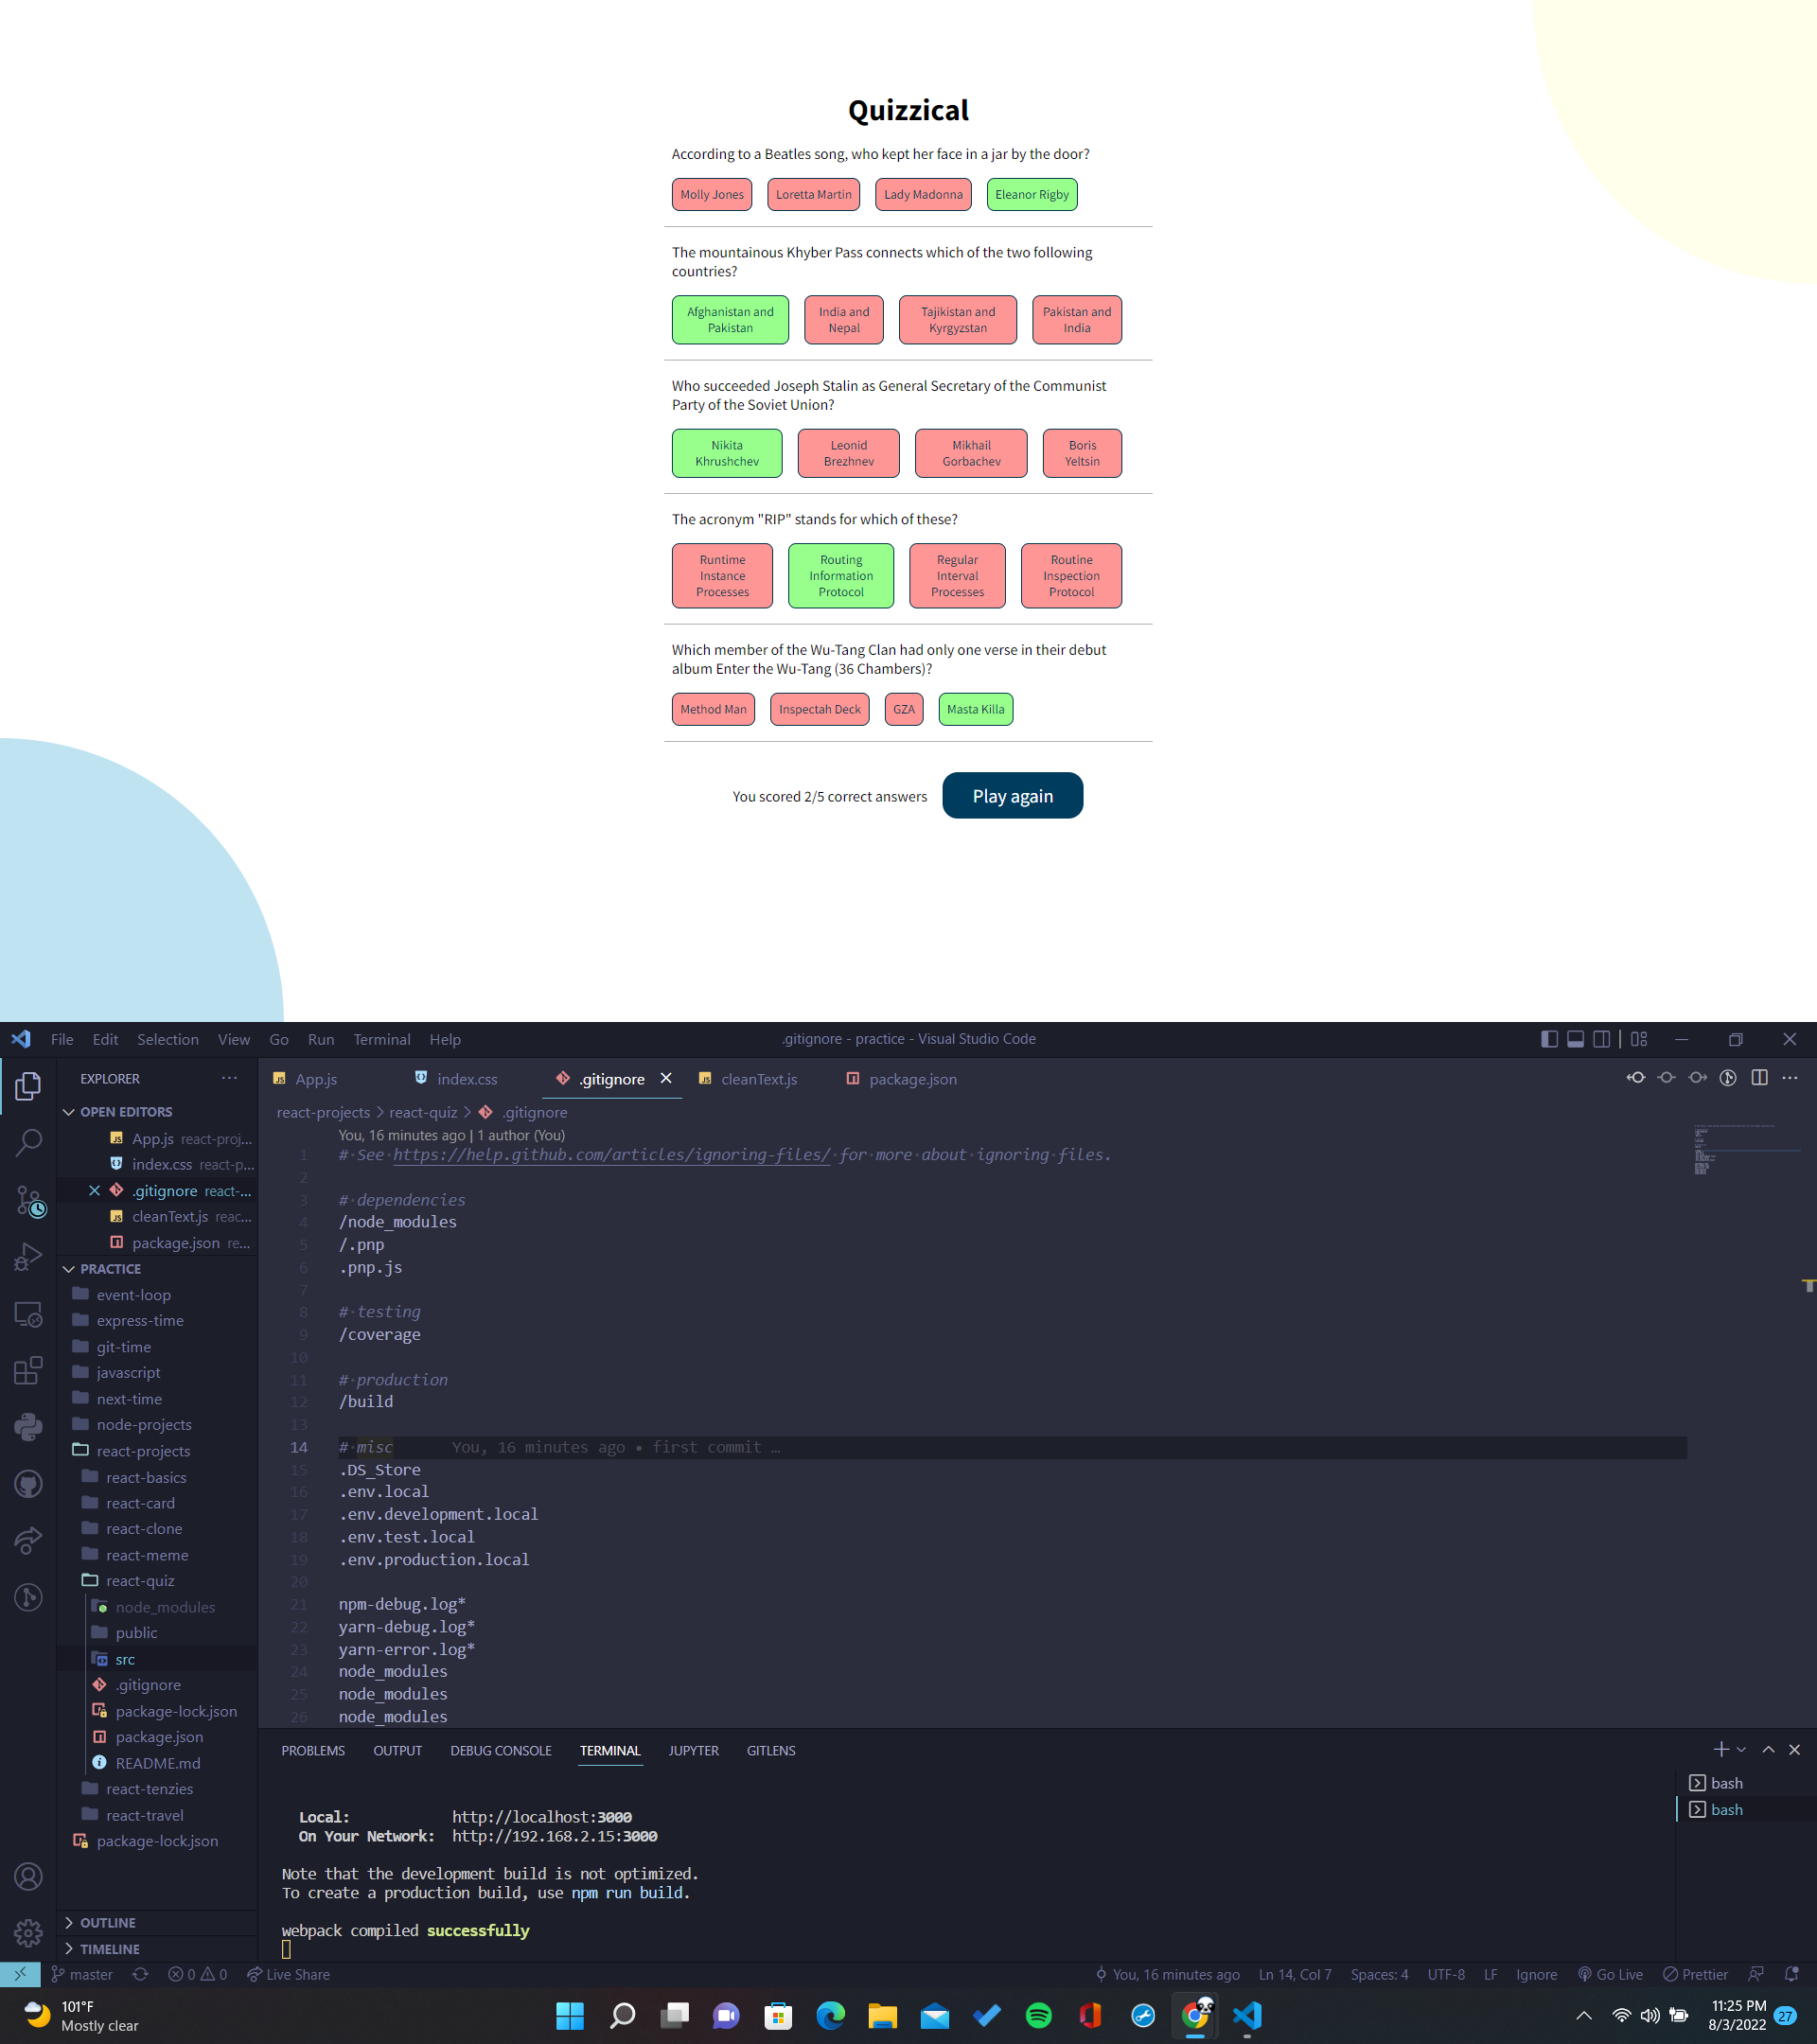 Quizzical
According to a Beatles song, who kept her face in a jar by the door?
Molly Jones
Loretta Martin
Lady Madonna
Eleanor Rigby
The mountainous Khyber Pass connects which of the two following
countries?
Afghanistan and
Pakistan
India and
Nepal
Tajikistan and
Kyrgyzstan
Pakistan and
India
Who succeeded Joseph Stalin as General Secretary of the Communist
Party of the Soviet Union?
Nikita
Khrushchev
Leonid
Brezhnev
Mikhail
Gorbachev
Boris
Yeltsin
The acronym "RIP" stands for which of these?
Runtime
Instance
Processes
Routing
Information
Protocol
Regular
Interval
Processes
Routine
Inspection
Protocol
Which member of the Wu-Tang Clan had only one verse in their debut
album Enter the Wu-Tang (36 Chambers)?
Method Man
Inspectah Deck
GZA
Masta Killa
You scored 2/5 correct answers
Play again
File Edit Selection View Go Run Terminal Help
.gitignore - practice - Visual Studio Code
EXPLORER
OPEN EDITORS
App.js react-proj...
index.css react-p...
.gitignore react-...
cleanText.js reac...
package.json re...
PRACTICE
event-loop
express-time
git-time
javascript
next-time
node-projects
react-projects
react-basics
react-card
react-clone
react-meme
react-quiz
node_modules
public
src
.gitignore
package-lock.json
package.json
README.md
react-tenzies
react-travel
package-lock.json
OUTLINE
TIMELINE
App.js
index.css
.gitignore
cleanText.js
package.json
react-projects > react-quiz > .gitignore
You, 16 minutes ago | 1 author (You)
1 # See https://help.github.com/articles/ignoring-files/ for more about ignoring files.
2
3 # dependencies
4 /node_modules
5 /.pnp
6 .pnp.js
7
8 # testing
9 /coverage
10
11 # production
12 /build
13
14 # misc You, 16 minutes ago • first commit …
15 .DS_Store
16 .env.local
17 .env.development.local
18 .env.test.local
19 .env.production.local
20
21 npm-debug.log*
22 yarn-debug.log*
23 yarn-error.log*
24 node_modules
25 node_modules
26 node_modules
PROBLEMS OUTPUT DEBUG CONSOLE TERMINAL JUPYTER GITLENS
Local: http://localhost:3000
On Your Network: http://192.168.2.15:3000
Note that the development build is not optimized.
To create a production build, use npm run build.
webpack compiled successfully
bash
bash
master
0 0
Live Share
You, 16 minutes ago
Ln 14, Col 7
Spaces: 4
UTF-8
LF
Ignore
Go Live
Prettier
101°F
Mostly clear
11:25 PM
8/3/2022
27